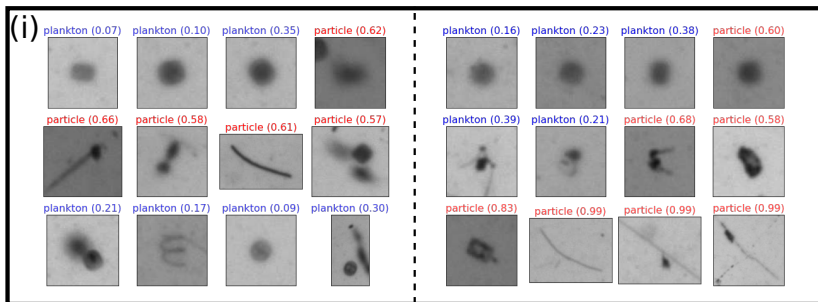 (i)
plankton (0.07) plankton (0.10) plankton (0.35) particle (0.62)
particle (0.66) particle (0.58) particle (0.61) particle (0.57)
plankton (0.21) plankton (0.17) plankton (0.09) plankton (0.30)
plankton (0.16) plankton (0.23) plankton (0.38) particle (0.60)
plankton (0.39) plankton (0.21) particle (0.68) particle (0.58)
particle (0.83) particle (0.99) particle (0.99) particle (0.99)